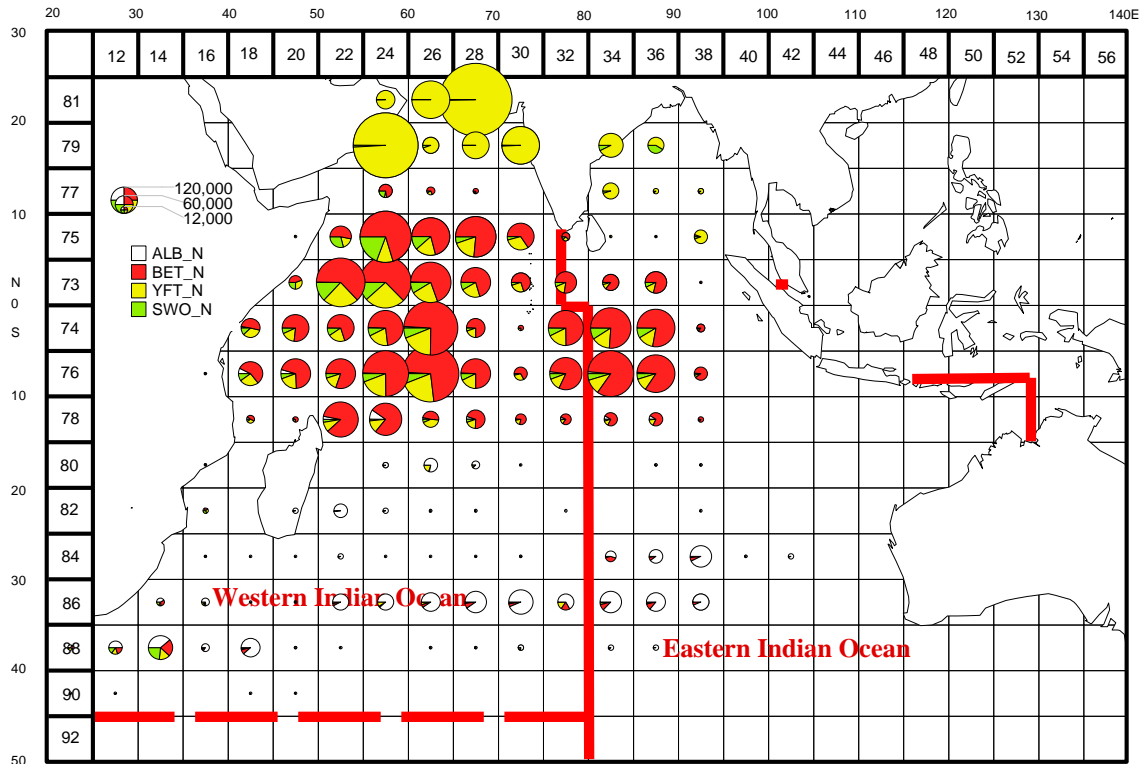 30 20 30 40 50 60 70 80 90 100 110 120 130 140E
12 14 16 18 20 22 24 26 28 30 32 34 36 38 42 44 46 48 50 52 54 56
81
20
79
77
120,000
60,000
12,000
10
75
ALB_N
BET_N
YFT_N
SWO_N
N
0
S
73
74
76
10
78
80
20
82
84
30
86
Western Indian Ocean
88
Eastern Indian Ocean
40
90
92
50